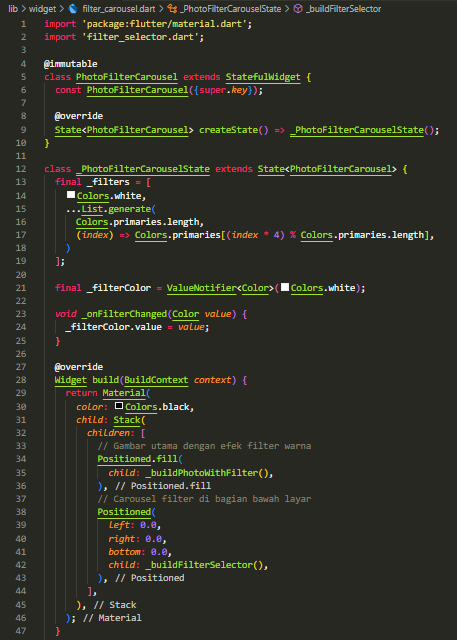 lib > widget > filter_carousel.dart > _PhotoFilterCarouselState > _buildFilterSelector
1 import 'package:flutter/material.dart';
2 import 'filter_selector.dart';
3
4 @immutable
5 class PhotoFilterCarousel extends StatefulWidget {
6 const PhotoFilterCarousel({super.key});
7
8 @override
9 State<PhotoFilterCarousel> createState() => _PhotoFilterCarouselState();
10 }
11
12 class _PhotoFilterCarouselState extends State<PhotoFilterCarousel> {
13 final _filters = [
14 Colors.white,
15 ...List.generate(
16 Colors.primaries.length,
17 (index) => Colors.primaries[(index * 4) % Colors.primaries.length],
18 )
19 ];
20
21 final _filterColor = ValueNotifier<Color>(Colors.white);
22
23 void _onFilterChanged(Color value) {
24 _filterColor.value = value;
25 }
26
27 @override
28 Widget build(BuildContext context) {
29 return Material(
30 color: Colors.black,
31 child: Stack(
32 children: [
33 // Gambar utama dengan efek filter warna
34 Positioned.fill(
35 child: _buildPhotoWithFilter(),
36 ), // Positioned.fill
37 // Carousel filter di bagian bawah layar
38 Positioned(
39 left: 0.0,
40 right: 0.0,
41 bottom: 0.0,
42 child: _buildFilterSelector(),
43 ), // Positioned
44 ],
45 ), // Stack
46 ); // Material
47 }